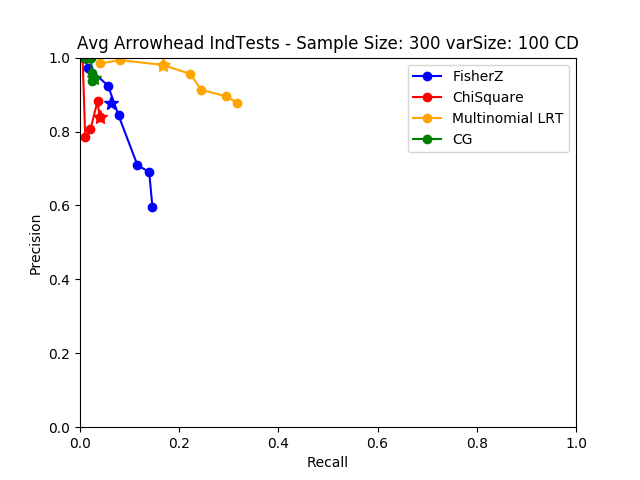 Avg Arrowhead IndTests - Sample Size: 300 varSize: 100 CD
1.0
0.8
0.6
0.4
0.2
0.0
Precision
FisherZ
ChiSquare
Multinomial LRT
CG
0.0 0.2 0.4 0.6 0.8 1.0
Recall